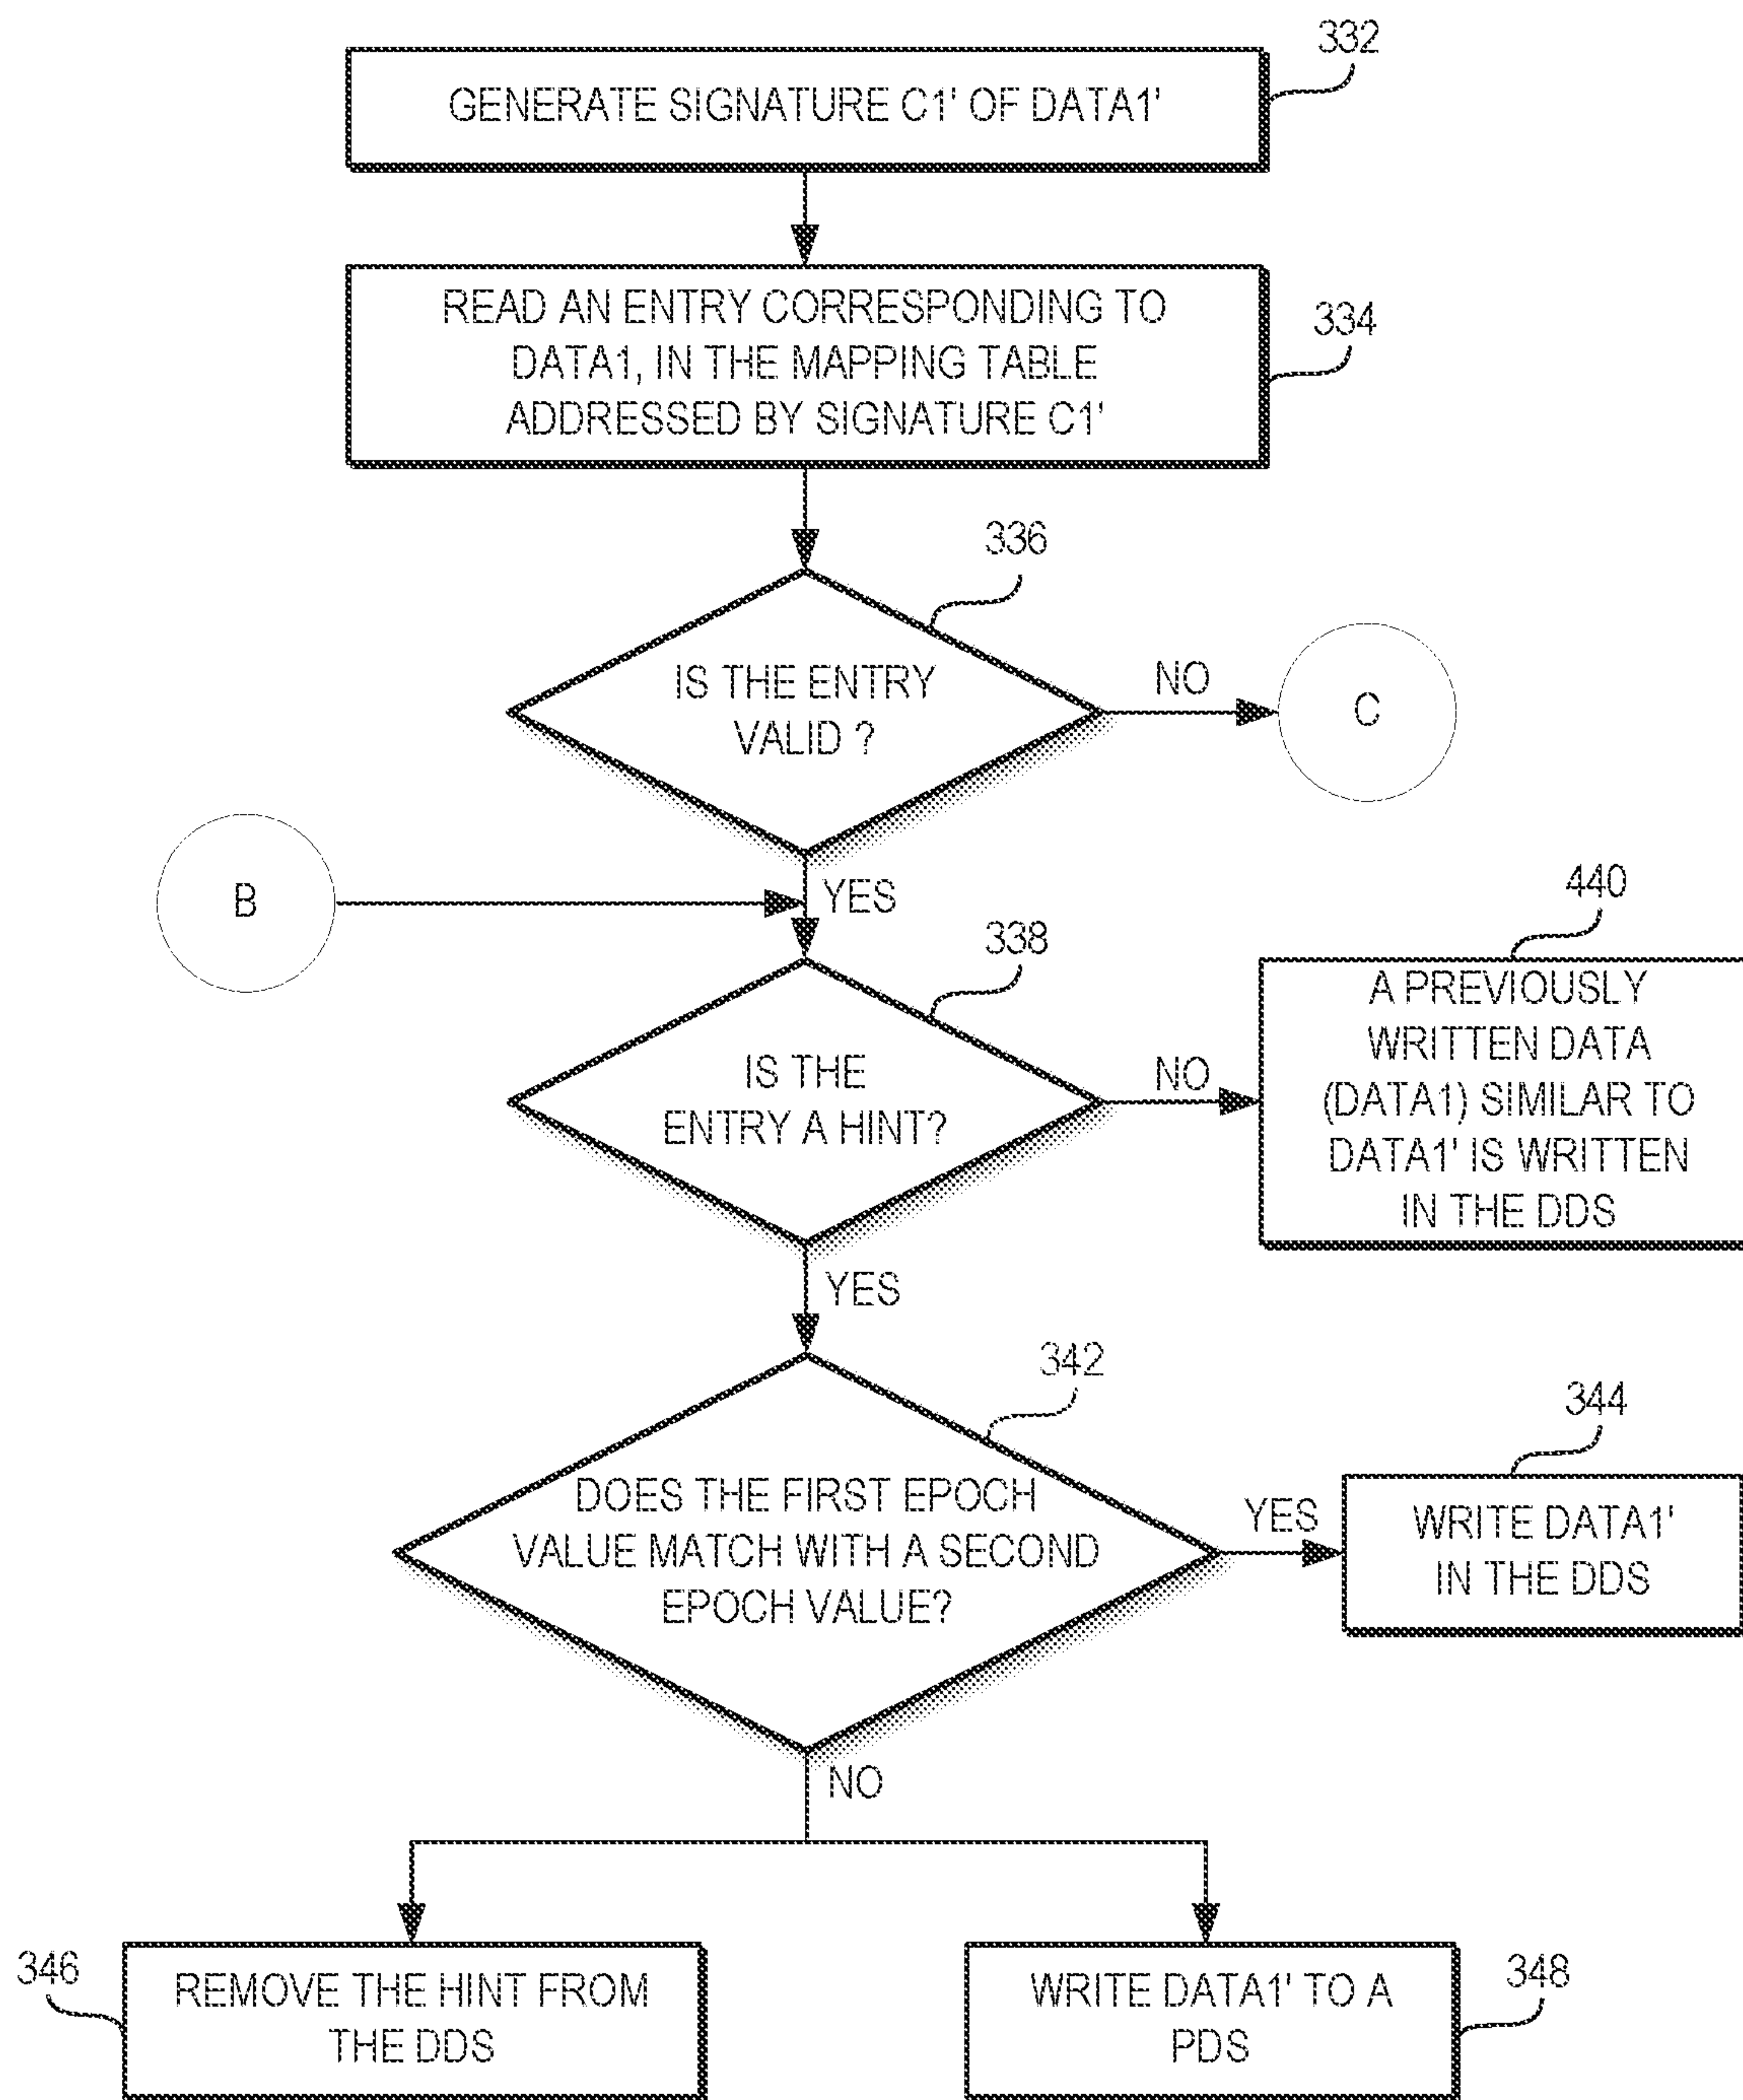 332
GENERATE SIGNATURE C1' OF DATA1'
334
READ AN ENTRY CORRESPONDING TO
DATA1, IN THE MAPPING TABLE
ADDRESSED BY SIGNATURE C1'
336
IS THE ENTRY
VALID ?
NO
C
B
YES
338
IS THE
ENTRY A HINT?
NO
440
A PREVIOUSLY
WRITTEN DATA
(DATA1) SIMILAR TO
DATA1' IS WRITTEN
IN THE DDS
YES
342
DOES THE FIRST EPOCH
VALUE MATCH WITH A SECOND
EPOCH VALUE?
YES
344
WRITE DATA1'
IN THE DDS
NO
346
REMOVE THE HINT FROM
THE DDS
WRITE DATA1' TO A
PDS
348